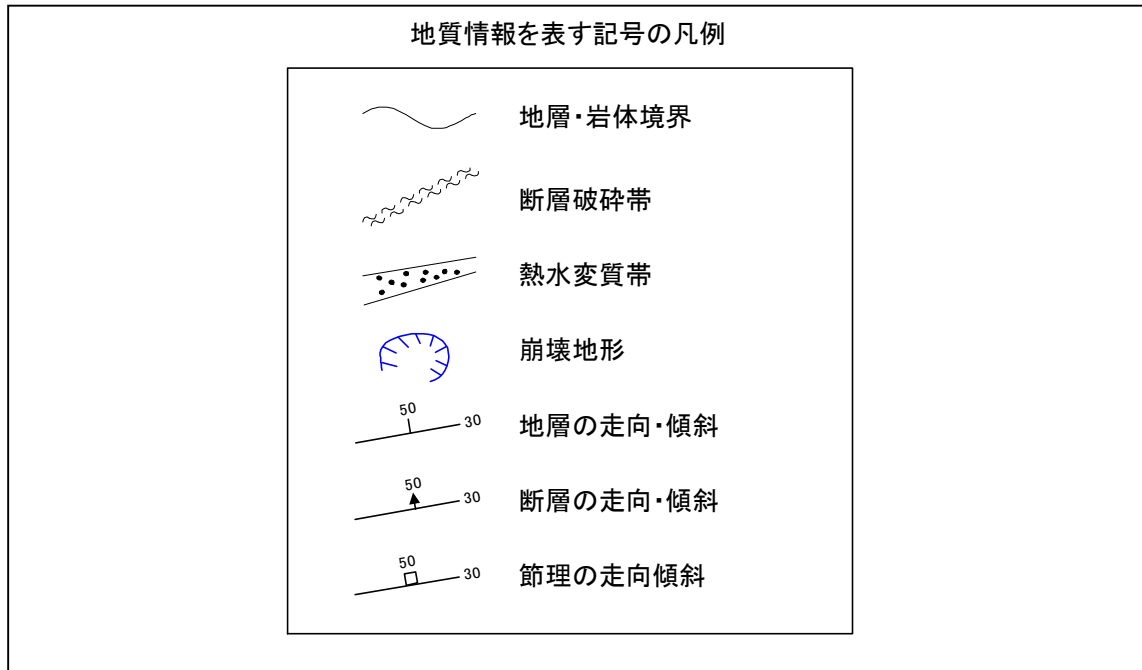 地質情報を表す記号の凡例
地層・岩体境界
断層破砕帯
熱水変質帯
崩壊地形
50
30
地層の走向・傾斜
50
30
断層の走向・傾斜
50
30
節理の走向傾斜